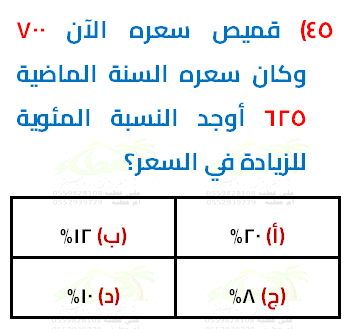 ٤٥) قميص سعره الآن ٧٠٠
وكان سعره السنة الماضية
٦٢٥ أوجد النسبة المئوية
للزيادة في السعر؟
(أ) ٢٠%
(ب) ١٢%
(ج) ٨%
(د) ١٠%